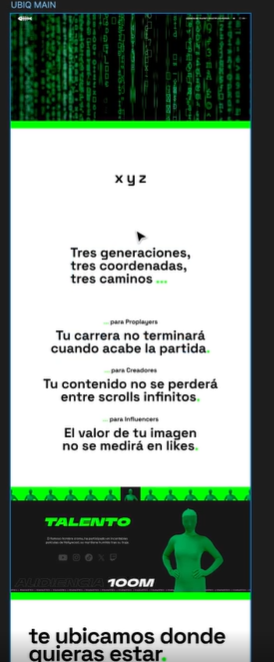 UBIQ MAIN
x y z
Tres generaciones,
tres coordenadas,
tres caminos ...
... para Proplayers
Tu carrera no terminará
cuando acabe la partida.
... para Creadores
Tu contenido no se perderá
entre scrolls infinitos.
... para Influencers
El valor de tu imagen
no se medirá en likes.
TALENTO
AUDIENCIA 100M
te ubicamos donde
quieras estar.